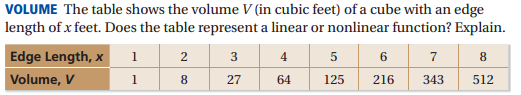 VOLUME The table shows the volume V (in cubic feet) of a cube with an edge
length of x feet. Does the table represent a linear or nonlinear function? Explain.
Edge Length, x 1 2 3 4 5 6 7 8
Volume, V 1 8 27 64 125 216 343 512